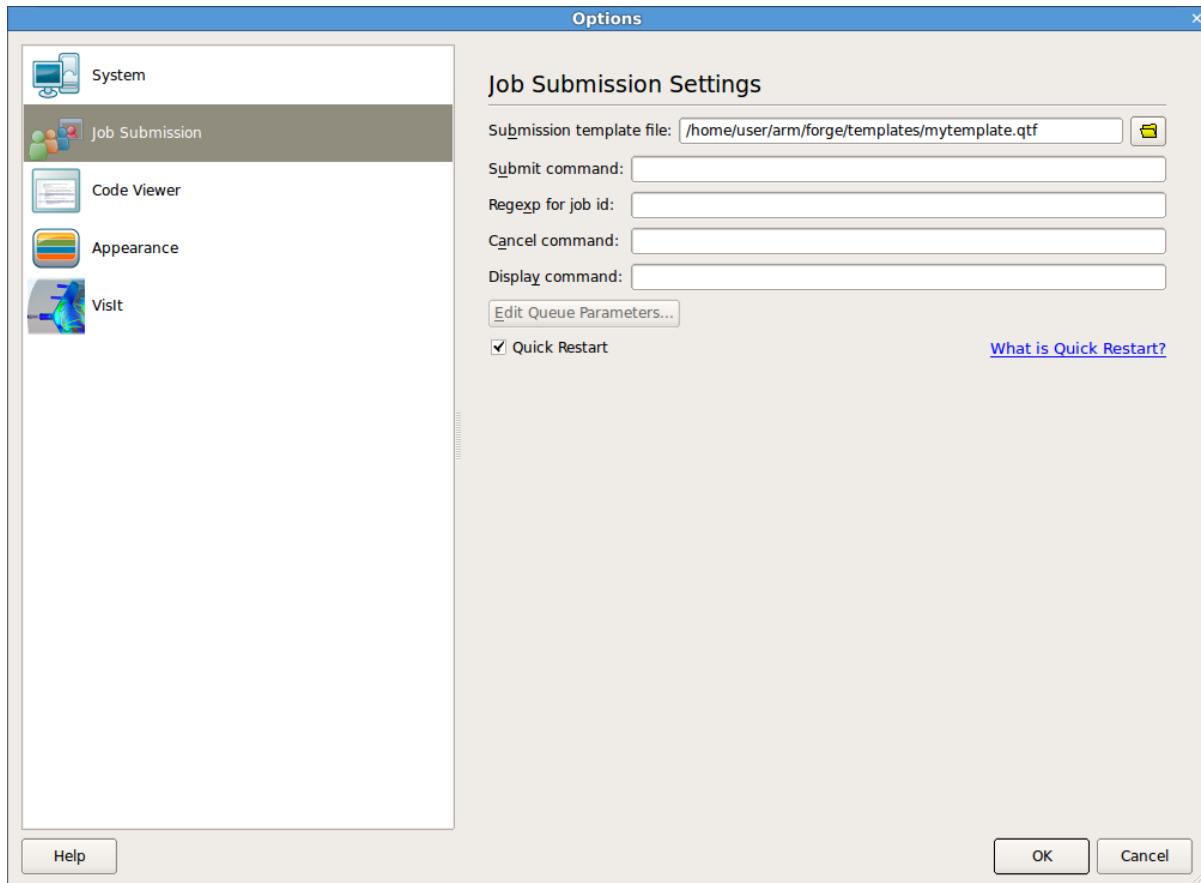 Options
System
Job Submission
Code Viewer
Appearance
VisIt
Job Submission Settings
Submission template file: /home/user/arm/forge/templates/mytemplate.qtf
Submit command:
Regexp for job id:
Cancel command:
Display command:
Edit Queue Parameters...
Quick Restart What is Quick Restart?
Help OK Cancel